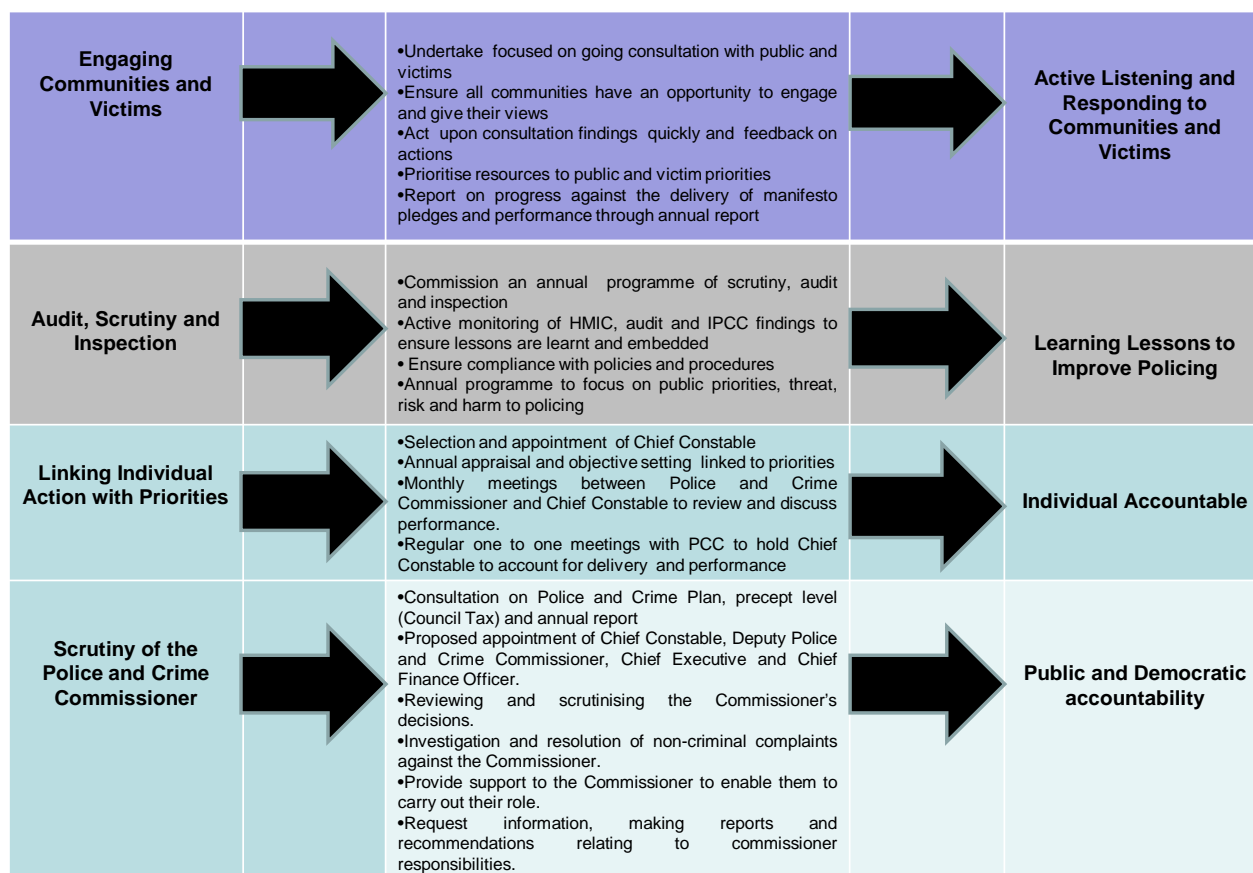 Engaging
Communities and
Victims
•Undertake focused on going consultation with public and
victims
•Ensure all communities have an opportunity to engage
and give their views
•Act upon consultation findings quickly and feedback on
actions
•Prioritise resources to public and victim priorities
•Report on progress against the delivery of manifesto
pledges and performance through annual report
Active Listening and
Responding to
Communities and
Victims
Audit, Scrutiny and
Inspection
•Commission an annual programme of scrutiny, audit
and inspection
•Active monitoring of HMIC, audit and IPCC findings to
ensure lessons are learnt and embedded
• Ensure compliance with policies and procedures
•Annual programme to focus on public priorities, threat,
risk and harm to policing
Learning Lessons to
Improve Policing
Linking Individual
Action with Priorities
•Selection and appointment of Chief Constable
•Annual appraisal and objective setting linked to priorities
•Monthly meetings between Police and Crime
Commissioner and Chief Constable to review and discuss
performance.
•Regular one to one meetings with PCC to hold Chief
Constable to account for delivery and performance
Individual Accountable
Scrutiny of the
Police and Crime
Commissioner
•Consultation on Police and Crime Plan, precept level
(Council Tax) and annual report
•Proposed appointment of Chief Constable, Deputy Police
and Crime Commissioner, Chief Executive and Chief
Finance Officer.
•Reviewing and scrutinising the Commissioner's
decisions.
•Investigation and resolution of non-criminal complaints
against the Commissioner.
•Provide support to the Commissioner to enable them to
carry out their role.
•Request information, making reports and
recommendations relating to commissioner
responsibilities.
Public and Democratic
accountability